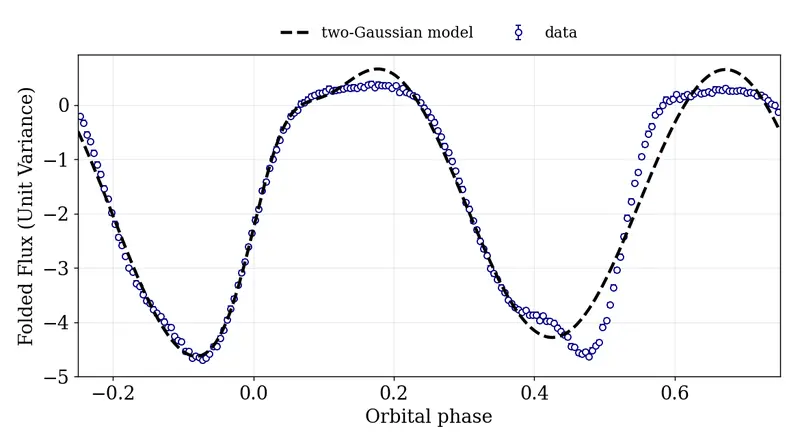 two-Gaussian model
data
Folded Flux (Unit Variance)
0
−1
−2
−3
−4
−5
−0.2
0.0
0.2
0.4
0.6
Orbital phase